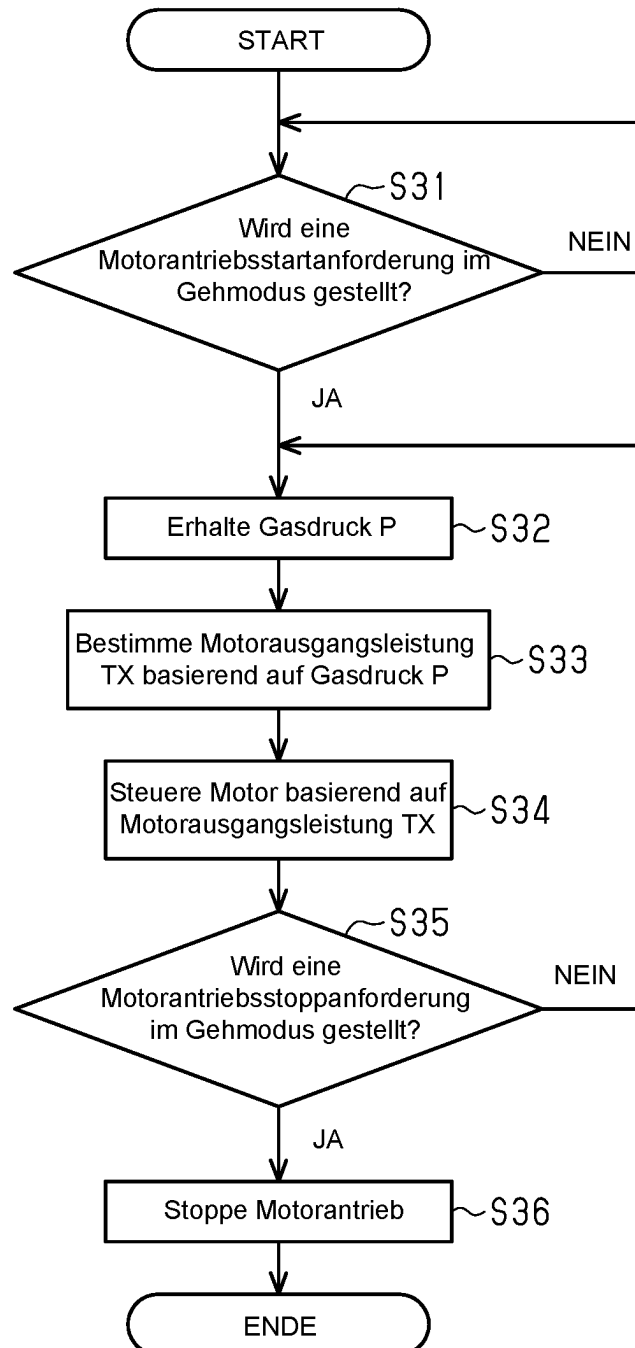 START
S31
Wird eine
Motorantriebsstartanforderung im
Gehmodus gestellt?
NEIN
JA
Erhalte Gasdruck P
S32
Bestimme Motorausgangsleistung
TX basierend auf Gasdruck P
S33
Steuere Motor basierend auf
Motorausgangsleistung TX
S34
S35
Wird eine
Motorantriebsstoppanforderung
im Gehmodus gestellt?
NEIN
JA
Stoppe Motorantrieb
S36
ENDE